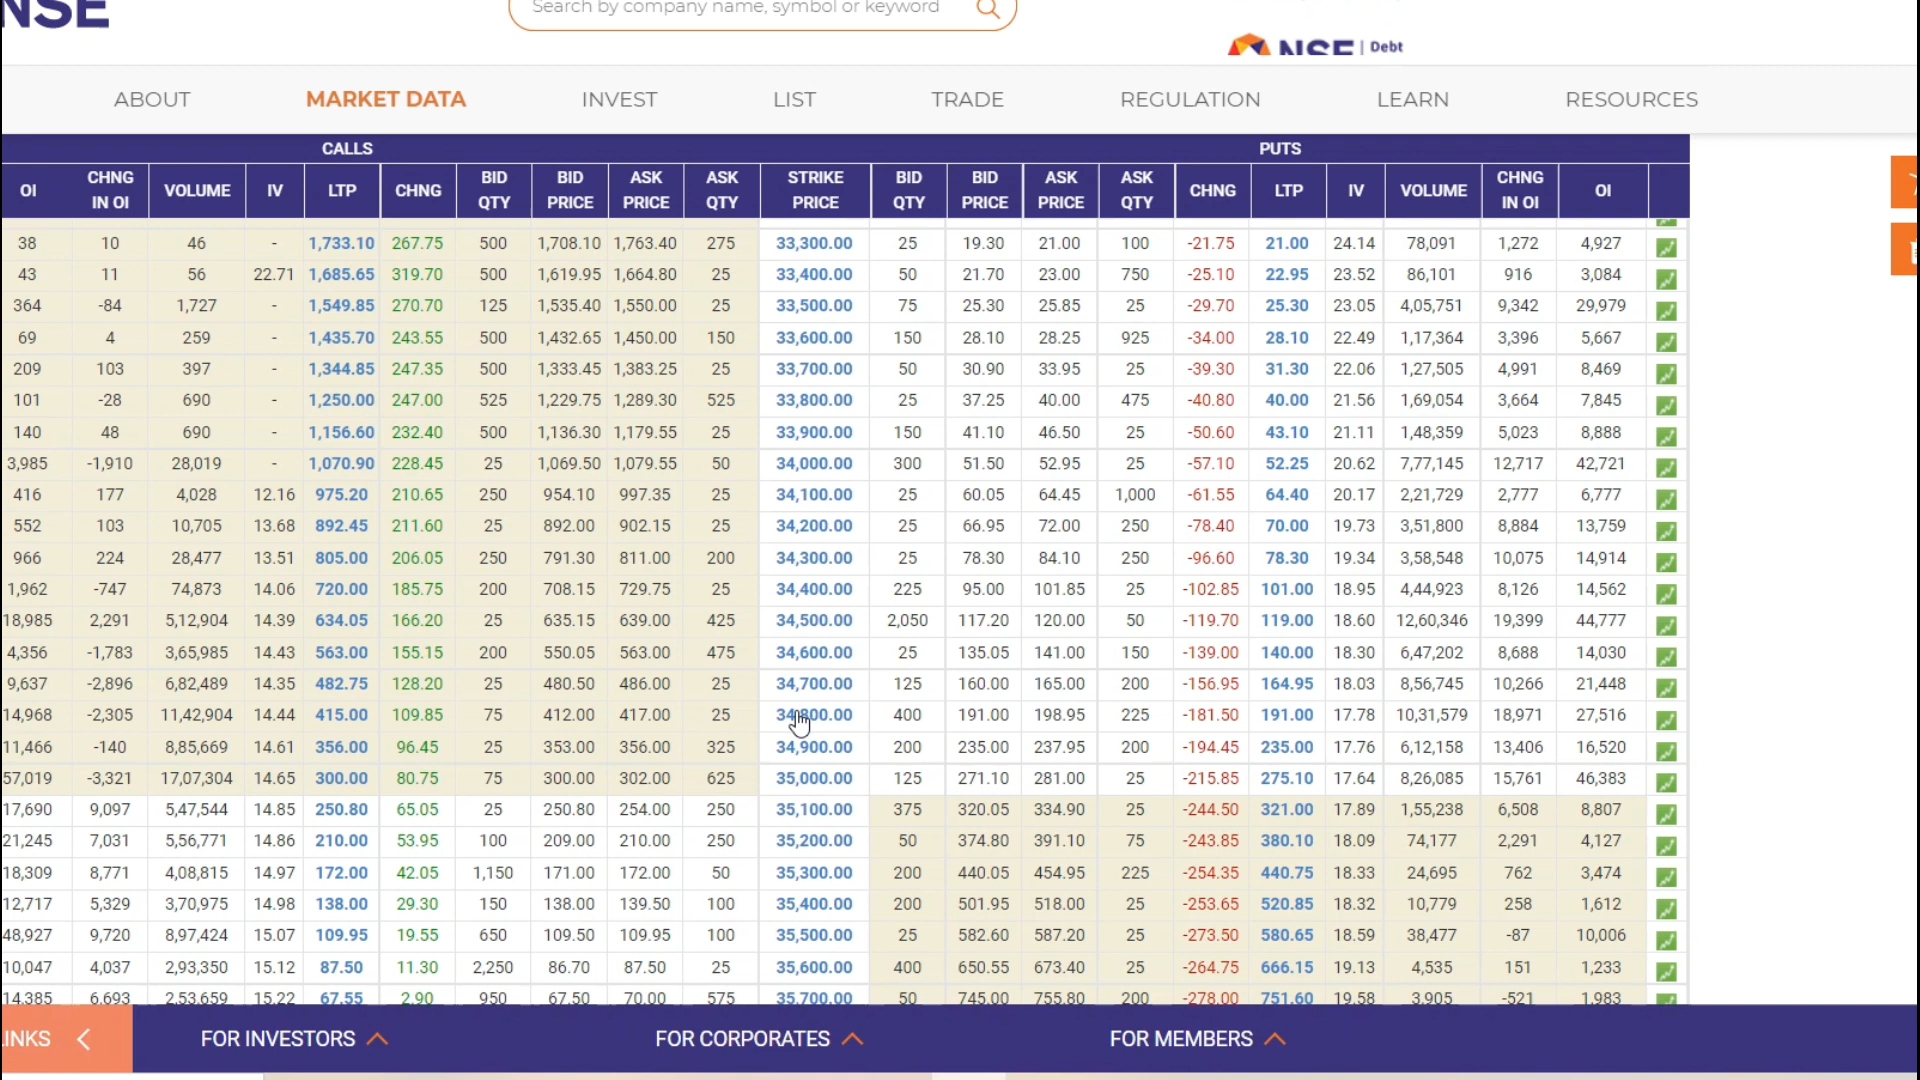 NSE
Search by company name, symbol or keyword
NSE | Debt
ABOUT MARKET DATA INVEST LIST TRADE REGULATION LEARN RESOURCES
CALLS PUTS
OI CHNG IN OI VOLUME IV LTP CHNG BID QTY BID PRICE ASK PRICE ASK QTY STRIKE PRICE BID QTY BID PRICE ASK PRICE ASK QTY CHNG LTP IV VOLUME CHNG IN OI OI
38 10 46 - 1,733.10 267.75 500 1,708.10 1,763.40 275 33,300.00 25 19.30 21.00 100 -21.75 21.00 24.14 78,091 1,272 4,927
43 11 56 22.71 1,685.65 319.70 500 1,619.95 1,664.80 25 33,400.00 50 21.70 23.00 750 -25.10 22.95 23.52 86,101 916 3,084
364 -84 1,727 - 1,549.85 270.70 125 1,535.40 1,550.00 25 33,500.00 75 25.30 25.85 25 -29.70 25.30 23.05 4,05,751 9,342 29,979
69 4 259 - 1,435.70 243.55 500 1,432.65 1,450.00 150 33,600.00 150 28.10 28.25 925 -34.00 28.10 22.49 1,17,364 3,396 5,667
209 103 397 - 1,344.85 247.35 500 1,333.45 1,383.25 25 33,700.00 50 30.90 33.95 25 -39.30 31.30 22.06 1,27,505 4,991 8,469
101 -28 690 - 1,250.00 247.00 525 1,229.75 1,289.30 525 33,800.00 25 37.25 40.00 475 -40.80 40.00 21.56 1,69,054 3,664 7,845
140 48 690 - 1,156.60 232.40 500 1,136.30 1,179.55 25 33,900.00 150 41.10 46.50 25 -50.60 43.10 21.11 1,48,359 5,023 8,888
3,985 -1,910 28,019 - 1,070.90 228.45 25 1,069.50 1,079.55 50 34,000.00 300 51.50 52.95 25 -57.10 52.25 20.62 7,77,145 12,717 42,721
416 177 4,028 12.16 975.20 210.65 250 954.10 997.35 25 34,100.00 25 60.05 64.45 1,000 -61.55 64.40 20.17 2,21,729 2,777 6,777
552 103 10,705 13.68 892.45 211.60 25 892.00 902.15 25 34,200.00 25 66.95 72.00 250 -78.40 70.00 19.73 3,51,800 8,884 13,759
966 224 28,477 13.51 805.00 206.05 250 791.30 811.00 200 34,300.00 25 78.30 84.10 250 -96.60 78.30 19.34 3,58,548 10,075 14,914
1,962 -747 74,873 14.06 720.00 185.75 200 708.15 729.75 25 34,400.00 225 95.00 101.85 25 -102.85 101.00 18.95 4,44,923 8,126 14,562
18,985 2,291 5,12,904 14.39 634.05 166.20 25 635.15 639.00 425 34,500.00 2,050 117.20 120.00 50 -119.70 119.00 18.60 12,60,346 19,399 44,777
4,356 -1,783 3,65,985 14.43 563.00 155.15 200 550.05 563.00 475 34,600.00 25 135.05 141.00 150 -139.00 140.00 18.30 6,47,202 8,688 14,030
9,637 -2,896 6,82,489 14.35 482.75 128.20 25 480.50 486.00 25 34,700.00 125 160.00 165.00 200 -156.95 164.95 18.03 8,56,745 10,266 21,448
14,968 -2,305 11,42,904 14.44 415.00 109.85 75 412.00 417.00 25 34,800.00 400 191.00 198.95 225 -181.50 191.00 17.78 10,31,579 18,971 27,516
11,466 -140 8,85,669 14.61 356.00 96.45 25 353.00 356.00 325 34,900.00 200 235.00 237.95 200 -194.45 235.00 17.76 6,12,158 13,406 16,520
57,019 -3,321 17,07,304 14.65 300.00 80.75 75 300.00 302.00 625 35,000.00 125 271.10 281.00 25 -215.85 275.10 17.64 8,26,085 15,761 46,383
17,690 9,097 5,47,544 14.85 250.80 65.05 25 250.80 254.00 250 35,100.00 375 320.05 334.90 25 -244.50 321.00 17.89 1,55,238 6,508 8,807
21,245 7,031 5,56,771 14.86 210.00 53.95 100 209.00 210.00 250 35,200.00 50 374.80 391.10 75 -243.85 380.10 18.09 74,177 2,291 4,127
18,309 8,771 4,08,815 14.97 172.00 42.05 1,150 171.00 172.00 50 35,300.00 200 440.05 454.95 225 -254.35 440.75 18.33 24,695 762 3,474
12,717 5,329 3,70,975 14.98 138.00 29.30 150 138.00 139.50 100 35,400.00 200 501.95 518.00 25 -253.65 520.85 18.32 10,779 258 1,612
48,927 9,720 8,97,424 15.07 109.95 19.55 650 109.50 109.95 100 35,500.00 25 582.60 587.20 25 -273.50 580.65 18.59 38,477 -87 10,006
10,047 4,037 2,93,350 15.12 87.50 11.30 2,250 86.70 87.50 25 35,600.00 400 650.55 673.40 25 -264.75 666.15 19.13 4,535 151 1,233
14,385 6,693 2,53,659 15.22 67.55 2.90 950 67.50 70.00 575 35,700.00 50 745.00 755.80 200 -278.00 751.60 19.58 3,905 -521 1,983
INKS FOR INVESTORS FOR CORPORATES FOR MEMBERS